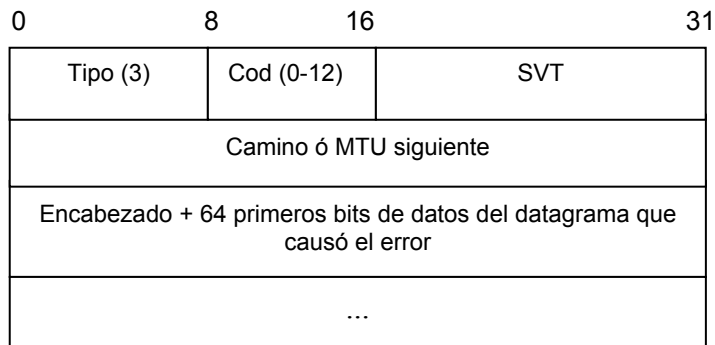 0 8 16 31
Tipo (3) Cod (0-12) SVT
Camino ó MTU siguiente
Encabezado + 64 primeros bits de datos del datagrama que
causó el error
...